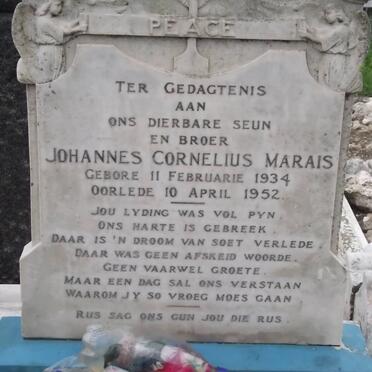 PEACE
TER GEDAGTENIS
AAN
ONS DIERBARE SEUN
EN BROER
JOHANNES CORNELIUS MARAIS
GEBORE 11 FEBRUARIE 1934
OORLEDE 10 APRIL 1952
JOU LYDING WAS VOL PYN
ONS HARTE IS GEBREEK.
DAAR IS 'N DROOM VAN SOET VERLEDE.
DAAR WAS GEEN AFSKEID WOORDE.
GEEN VAARWEL GROETE.
MAAR EEN DAG SAL ONS VERSTAAN
WAAROM JY SO VROEG MOES GAAN
RUS SAG ONS GUN JOU DIE RUS.